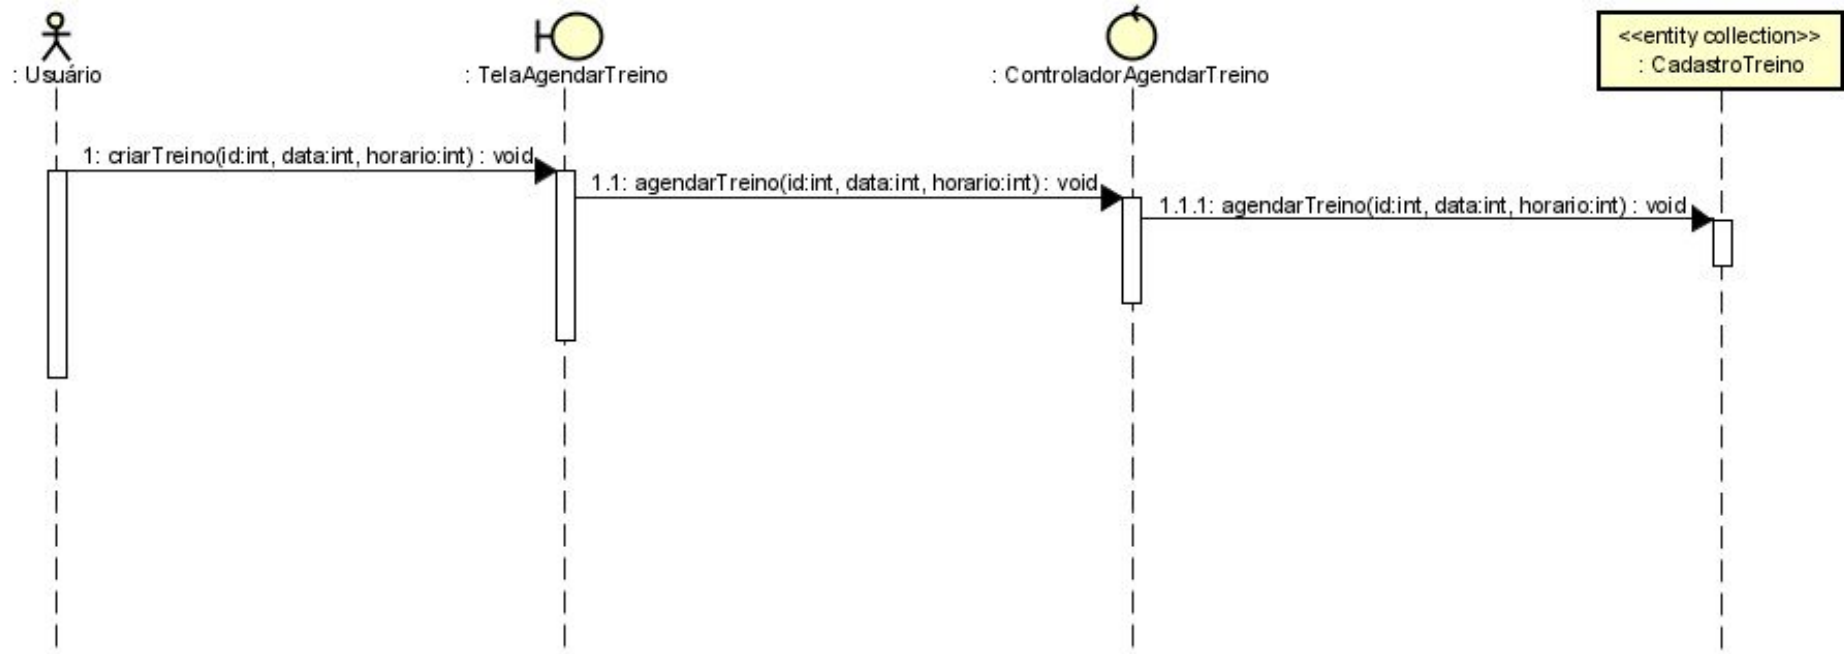 : Usuário
: TelaAgendarTreino
: ControladorAgendarTreino
<<entity collection>>
: CadastroTreino
1: criarTreino(id:int, data:int, horario:int) : void
1.1: agendarTreino(id:int, data:int, horario:int) : void
1.1.1: agendarTreino(id:int, data:int, horario:int) : void